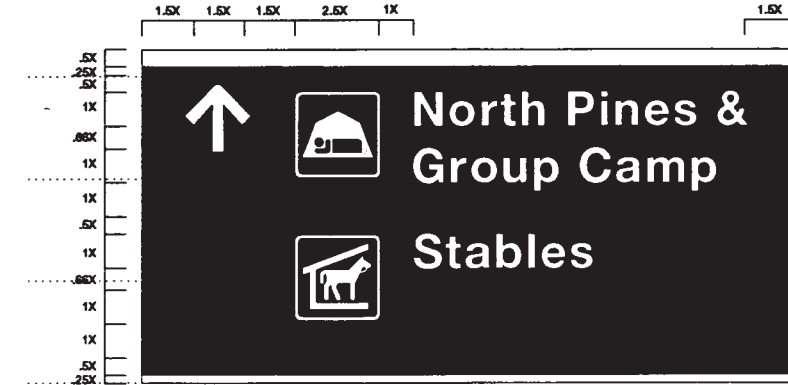 1.5X 1.5X 1.5X 2.5X 1X 1.5X
.5X
.25X
.5X
1X
.66X
1X
1X
.5X
1X
.66X
1X
1X
.5X
.25X
North Pines &
Group Camp
Stables